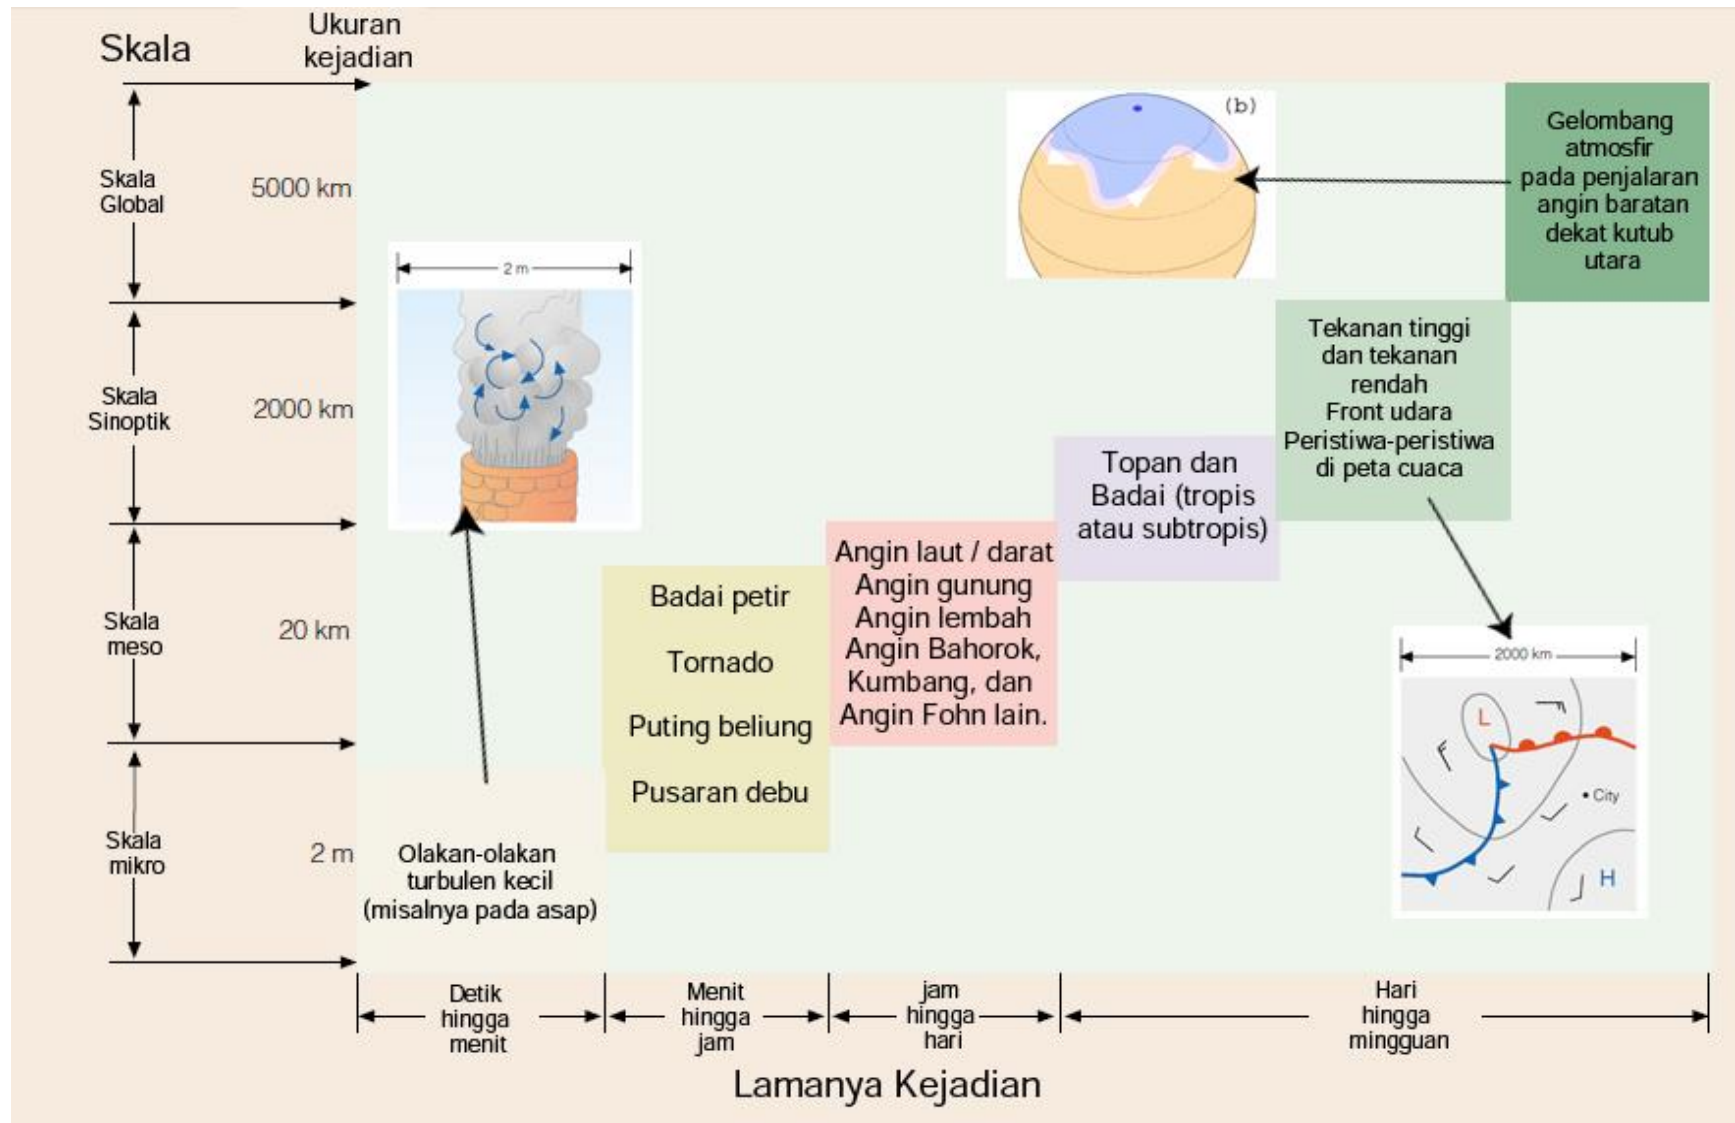 Skala
Ukuran
kejadian
Skala
Global
5000 km
Skala
Sinoptik
2000 km
Skala
meso
20 km
Skala
mikro
2 m
2 m
(b)
Gelombang
atmosfir
pada penjalaran
angin baratan
dekat kutub
utara
Tekanan tinggi
dan tekanan
rendah
Front udara
Peristiwa-peristiwa
di peta cuaca
Topan dan
Badai (tropis
atau subtropis)
Angin laut / darat
Angin gunung
Angin lembah
Angin Bahorok,
Kumbang, dan
Angin Fohn lain.
Badai petir
Tornado
Puting beliung
Pusaran debu
Olakan-olakan
turbulen kecil
(misalnya pada asap)
2000 km
L
City
H
Detik
hingga
menit
Menit
hingga
jam
jam
hingga
hari
Hari
hingga
mingguan
Lamanya Kejadian